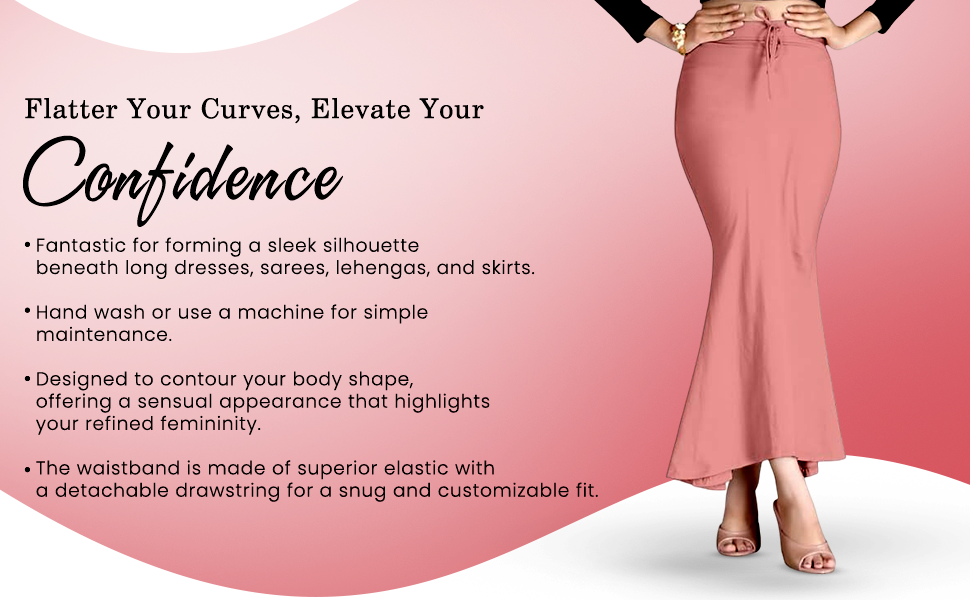 Flatter Your Curves, Elevate Your
Confidence
• Fantastic for forming a sleek silhouette
beneath long dresses, sarees, lehengas, and skirts.
• Hand wash or use a machine for simple
maintenance.
• Designed to contour your body shape,
offering a sensual appearance that highlights
your refined femininity.
• The waistband is made of superior elastic with
a detachable drawstring for a snug and customizable fit.